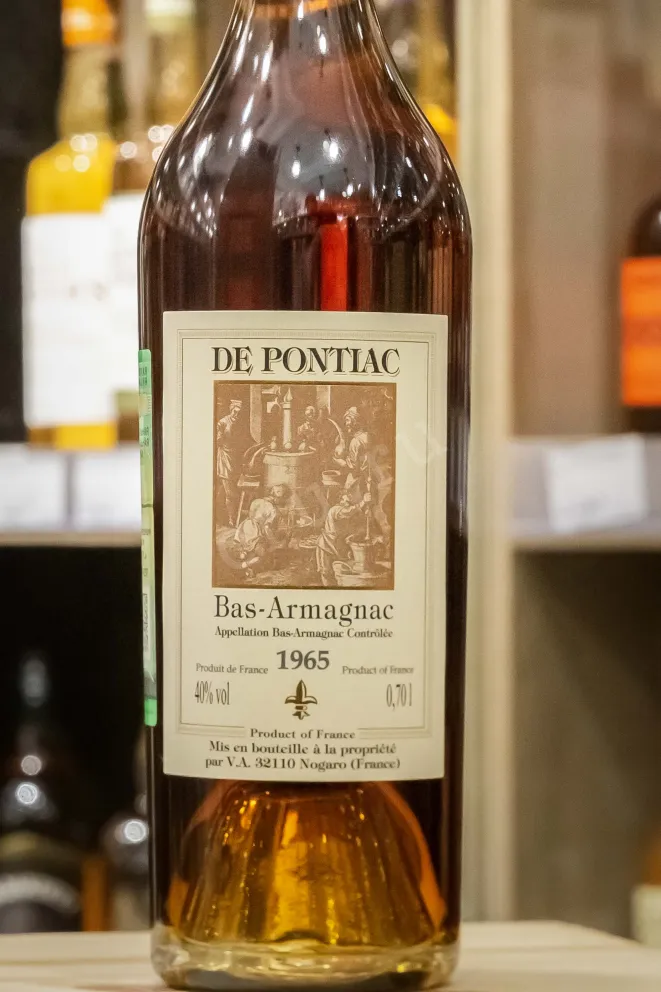 DE PONTIAC
Bas-Armagnac
Appellation Bas-Armagnac Contrôlée
1965
Produit de France
Product of France
40% vol
0,70 l
Product of France
Mis en bouteille à la propriété
par V.A. 32110 Nogaro (France)